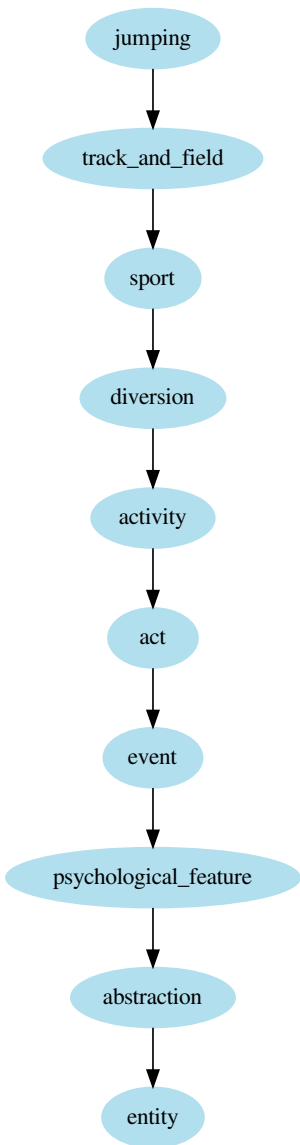 jumping
track_and_field
sport
diversion
activity
act
event
psychological_feature
abstraction
entity